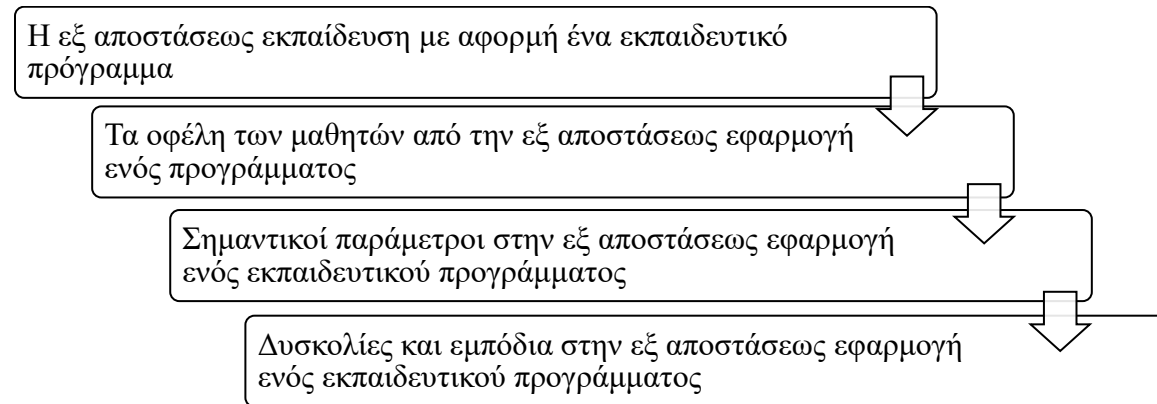 Η εξ αποστάσεως εκπαίδευση με αφορμή ένα εκπαιδευτικό
πρόγραμμα
Τα οφέλη των μαθητών από την εξ αποστάσεως εφαρμογή
ενός προγράμματος
Σημαντικοί παράμετροι στην εξ αποστάσεως εφαρμογή
ενός εκπαιδευτικού προγράμματος
Δυσκολίες και εμπόδια στην εξ αποστάσεως εφαρμογή
ενός εκπαιδευτικού προγράμματος